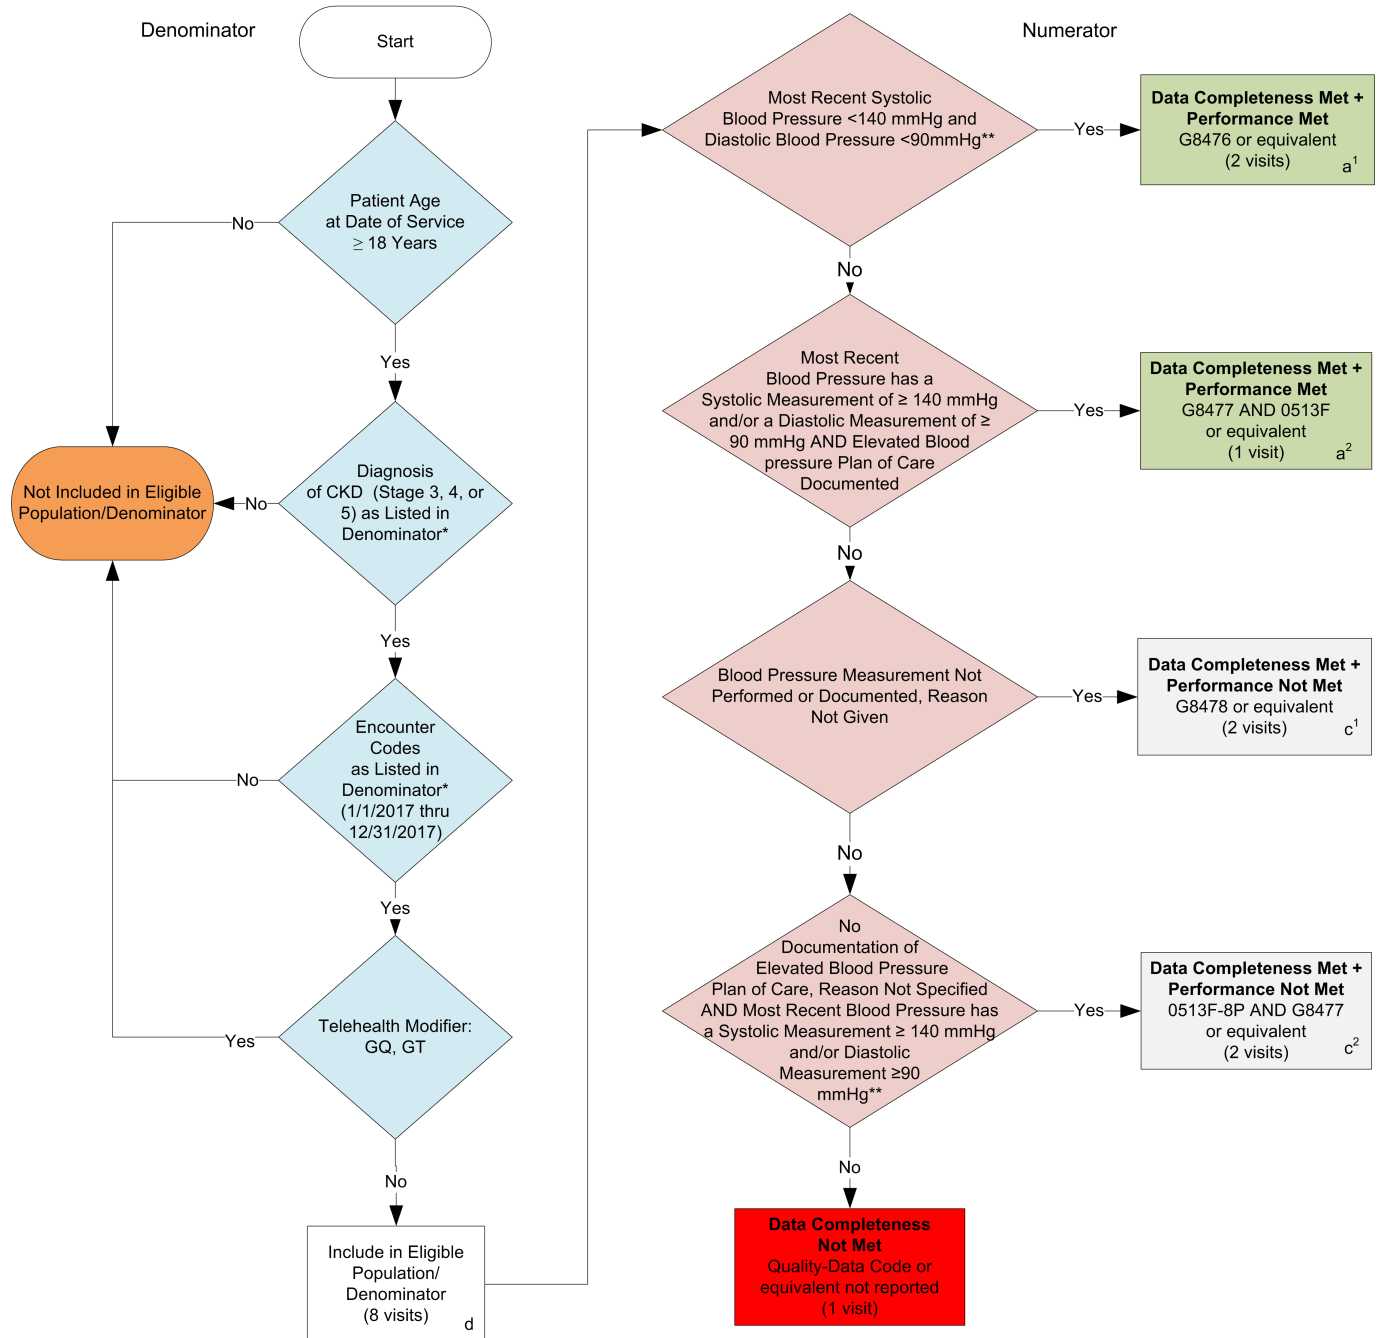 Denominator
Start
Patient Age
at Date of Service
≥ 18 Years
No
Yes
Not Included in Eligible
Population/Denominator
Diagnosis
of CKD (Stage 3, 4, or
5) as Listed in
Denominator*
No
Yes
Encounter
Codes
as Listed in
Denominator*
(1/1/2017 thru
12/31/2017)
No
Yes
Telehealth Modifier:
GQ, GT
Yes
No
Include in Eligible
Population/
Denominator
(8 visits)
d
Numerator
Most Recent Systolic
Blood Pressure <140 mmHg and
Diastolic Blood Pressure <90mmHg**
Yes
Data Completeness Met +
Performance Met
G8476 or equivalent
(2 visits)
a1
No
Most Recent
Blood Pressure has a
Systolic Measurement of ≥ 140 mmHg
and/or a Diastolic Measurement of ≥
90 mmHg AND Elevated Blood
pressure Plan of Care
Documented
Yes
Data Completeness Met +
Performance Met
G8477 AND 0513F
or equivalent
(1 visit)
a2
No
Blood Pressure Measurement Not
Performed or Documented, Reason
Not Given
Yes
Data Completeness Met +
Performance Not Met
G8478 or equivalent
(2 visits)
c1
No
No
Documentation of
Elevated Blood Pressure
Plan of Care, Reason Not Specified
AND Most Recent Blood Pressure has
a Systolic Measurement ≥ 140 mmHg
and/or Diastolic
Measurement ≥90
mmHg**
Yes
Data Completeness Met +
Performance Not Met
0513F-8P AND G8477
or equivalent
(2 visits)
c2
No
Data Completeness
Not Met
Quality-Data Code or
equivalent not reported
(1 visit)